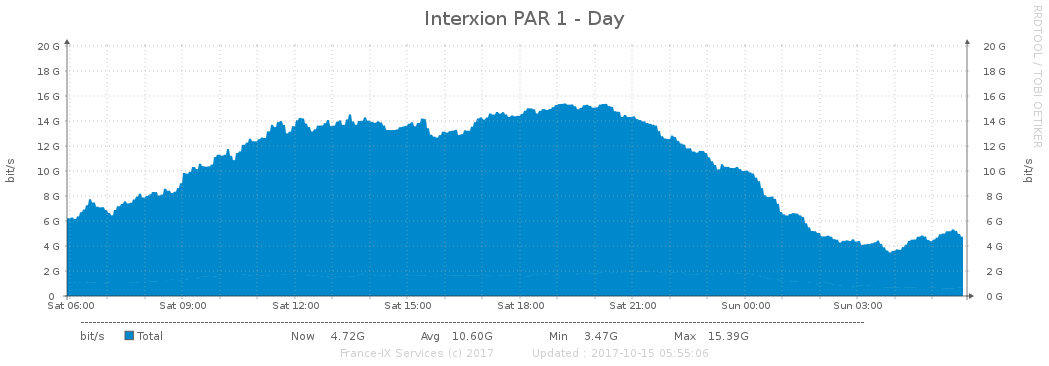 Interxion PAR 1 - Day
RRDTOOL / TOBI OETIKER
bit/s
20 G
18 G
16 G
14 G
12 G
10 G
8 G
6 G
4 G
2 G
0
20 G
18 G
16 G
14 G
12 G
10 G
8 G
6 G
4 G
2 G
0 G
bit/s
Sat 06:00 Sat 09:00 Sat 12:00 Sat 15:00 Sat 18:00 Sat 21:00 Sun 00:00 Sun 03:00
bit/s Total Now 4.72G Avg 10.60G Min 3.47G Max 15.39G
France-IX Services (c) 2017 Updated : 2017-10-15 05:55:06